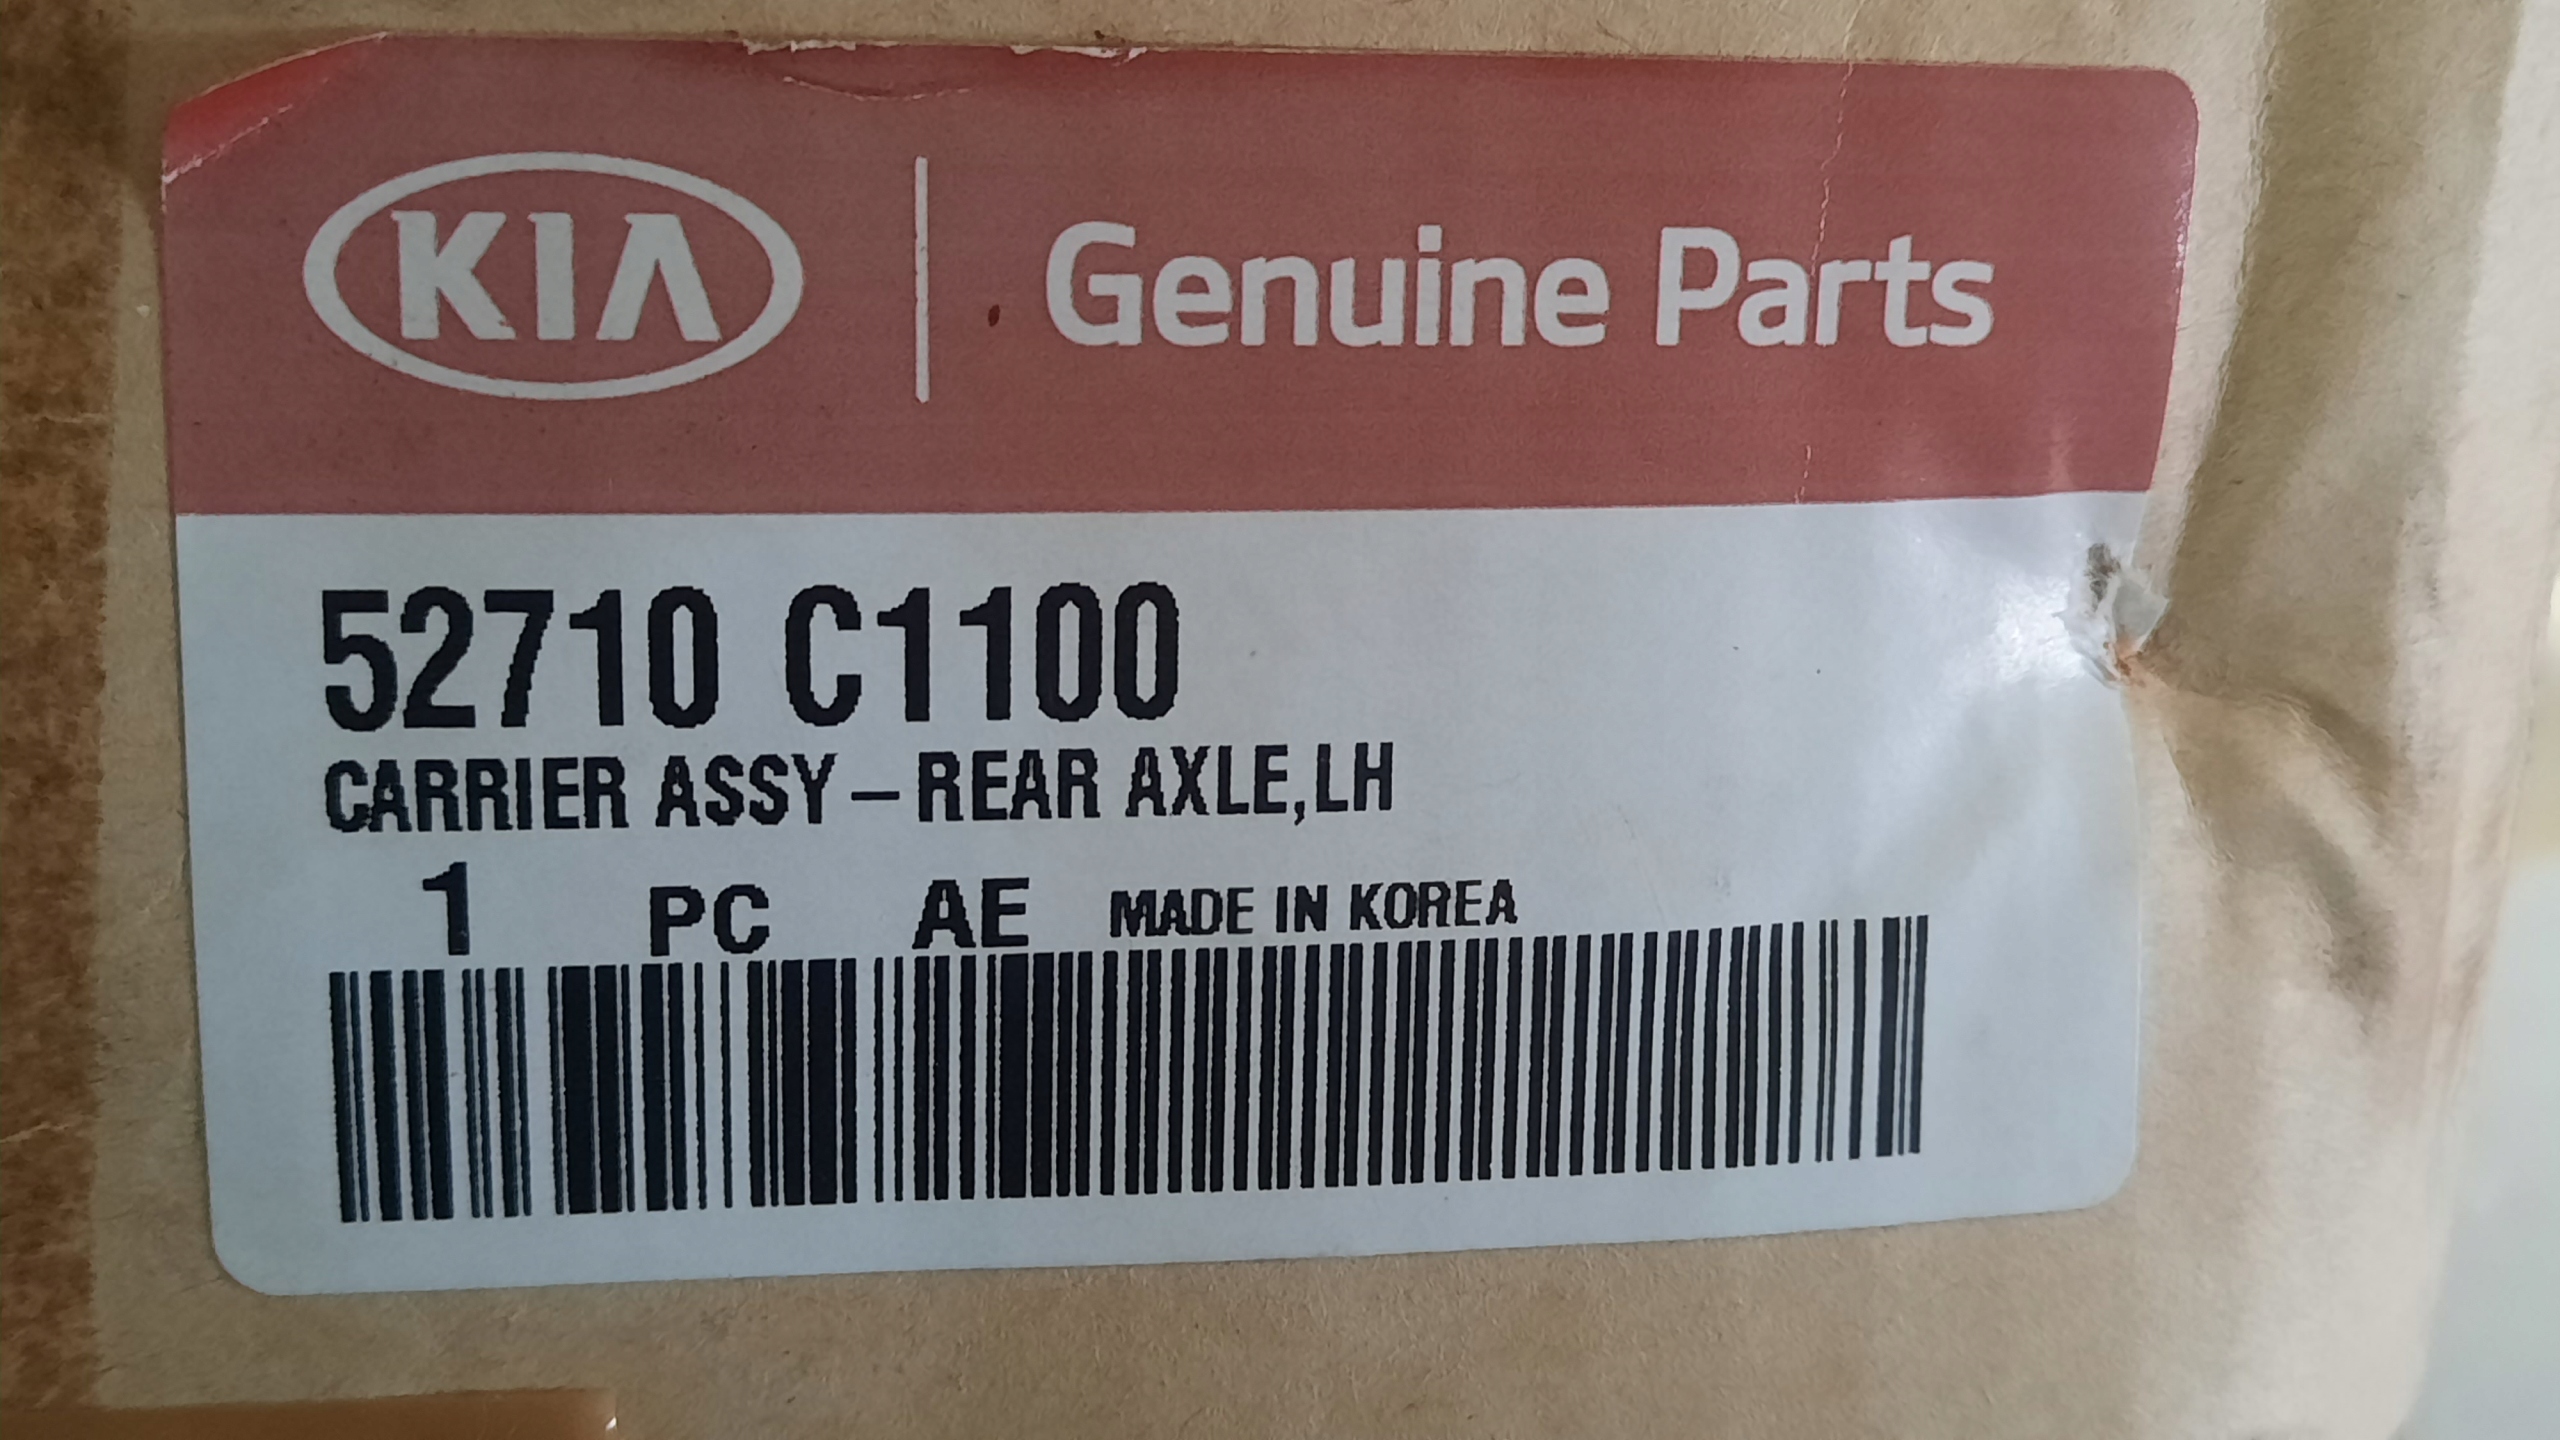 KIA Genuine Parts
52710 C1100
CARRIER ASSY-REAR AXLE,LH
1 PC AE MADE IN KOREA